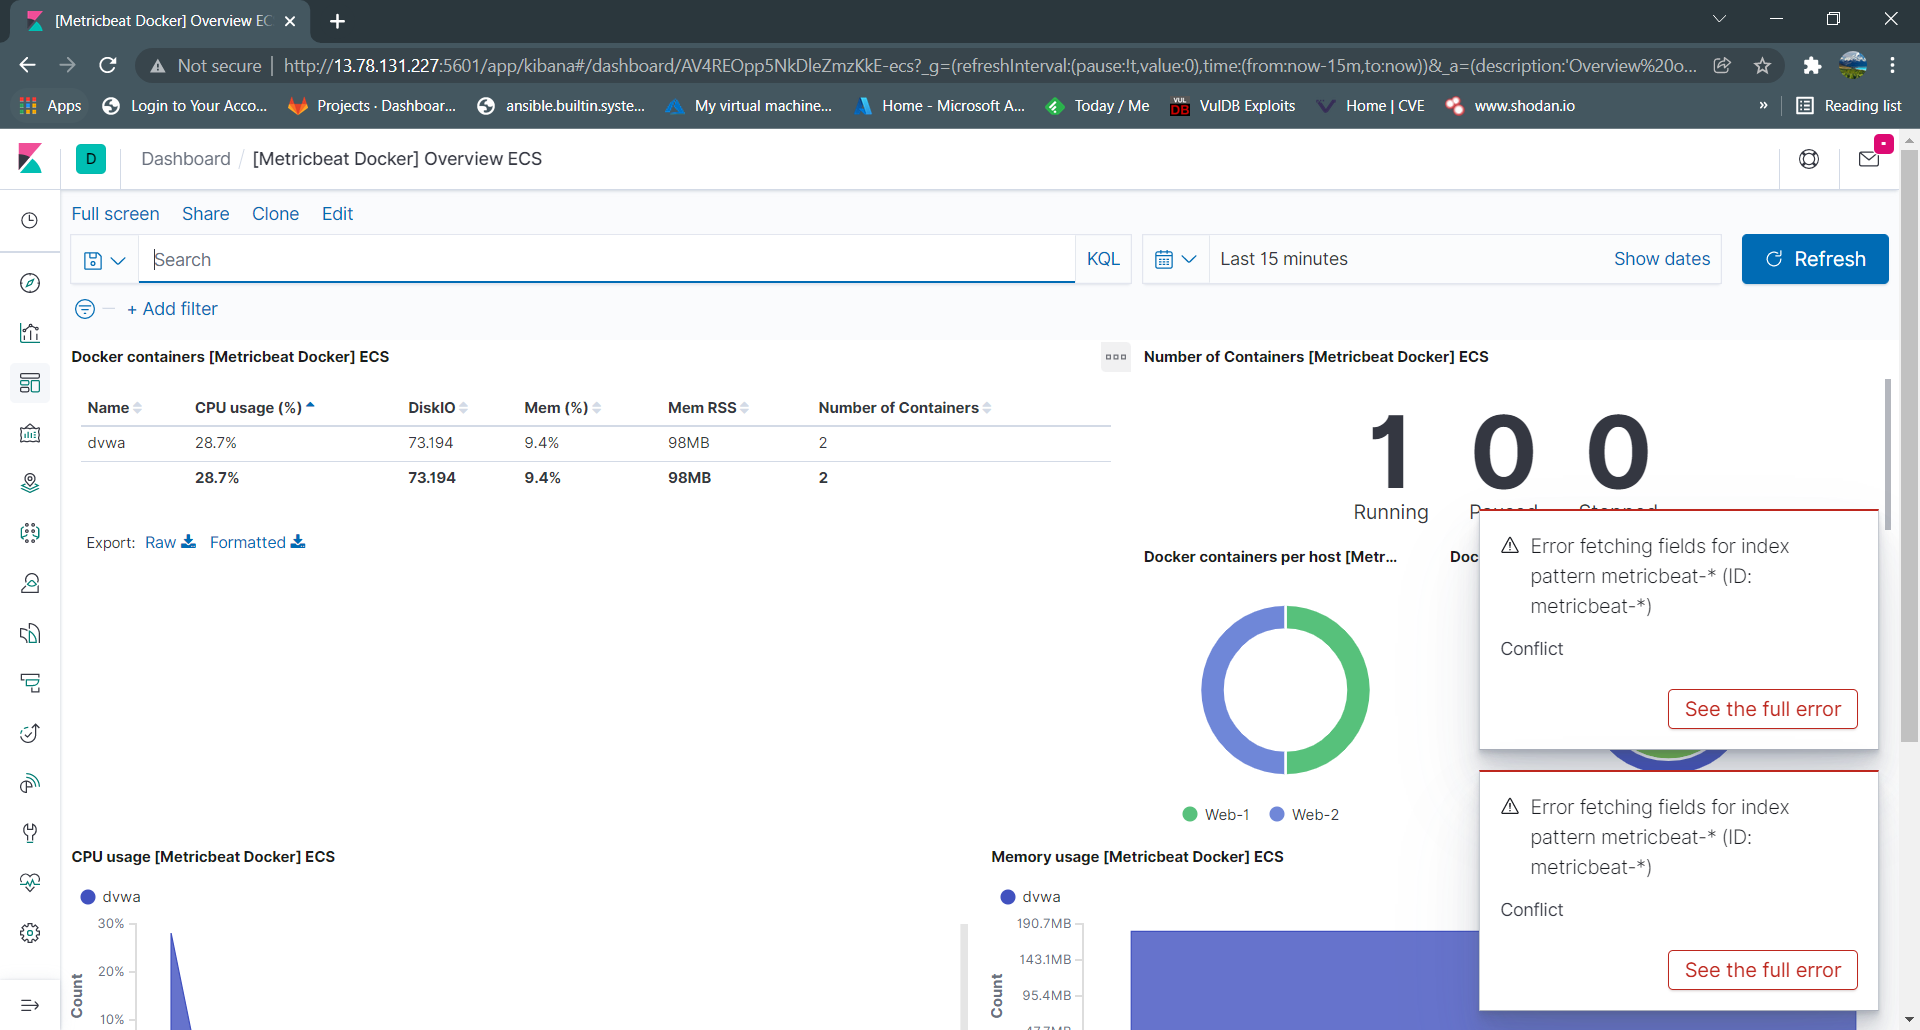 [Metricbeat Docker] Overview EC
Not secure
http://13.78.131.227:5601/app/kibana#/dashboard/AV4REOpp5NkDleZmzKkE-ecs?_g=(refreshInterval:(pause:!t,value:0),time:(from:now-15m,to:now))&_a=(description:'Overview%20o...
Apps
Login to Your Acco...
Projects · Dashboar...
ansible.builtin.syste...
My virtual machine...
Home - Microsoft A...
Today / Me
VUL DB
VulDB Exploits
Home | CVE
www.shodan.io
»
Reading list
D
Dashboard / [Metricbeat Docker] Overview ECS
Full screen
Share
Clone
Edit
Search
KQL
Last 15 minutes
Show dates
Refresh
+ Add filter
Docker containers [Metricbeat Docker] ECS
Name CPU usage (%) DiskIO Mem (%) Mem RSS Number of Containers
dvwa 28.7% 73.194 9.4% 98MB 2
28.7% 73.194 9.4% 98MB 2
Export: Raw Formatted
Number of Containers [Metricbeat Docker] ECS
1 0 0
Running Paused Stopped
Docker containers per host [Metr...
Doc
Web-1 Web-2
Error fetching fields for index
pattern metricbeat-* (ID:
metricbeat-*)
Conflict
See the full error
Error fetching fields for index
pattern metricbeat-* (ID:
metricbeat-*)
Conflict
See the full error
CPU usage [Metricbeat Docker] ECS
dvwa
30%
20%
10%
Count
Memory usage [Metricbeat Docker] ECS
dvwa
190.7MB
143.1MB
95.4MB
47.7MB
Count